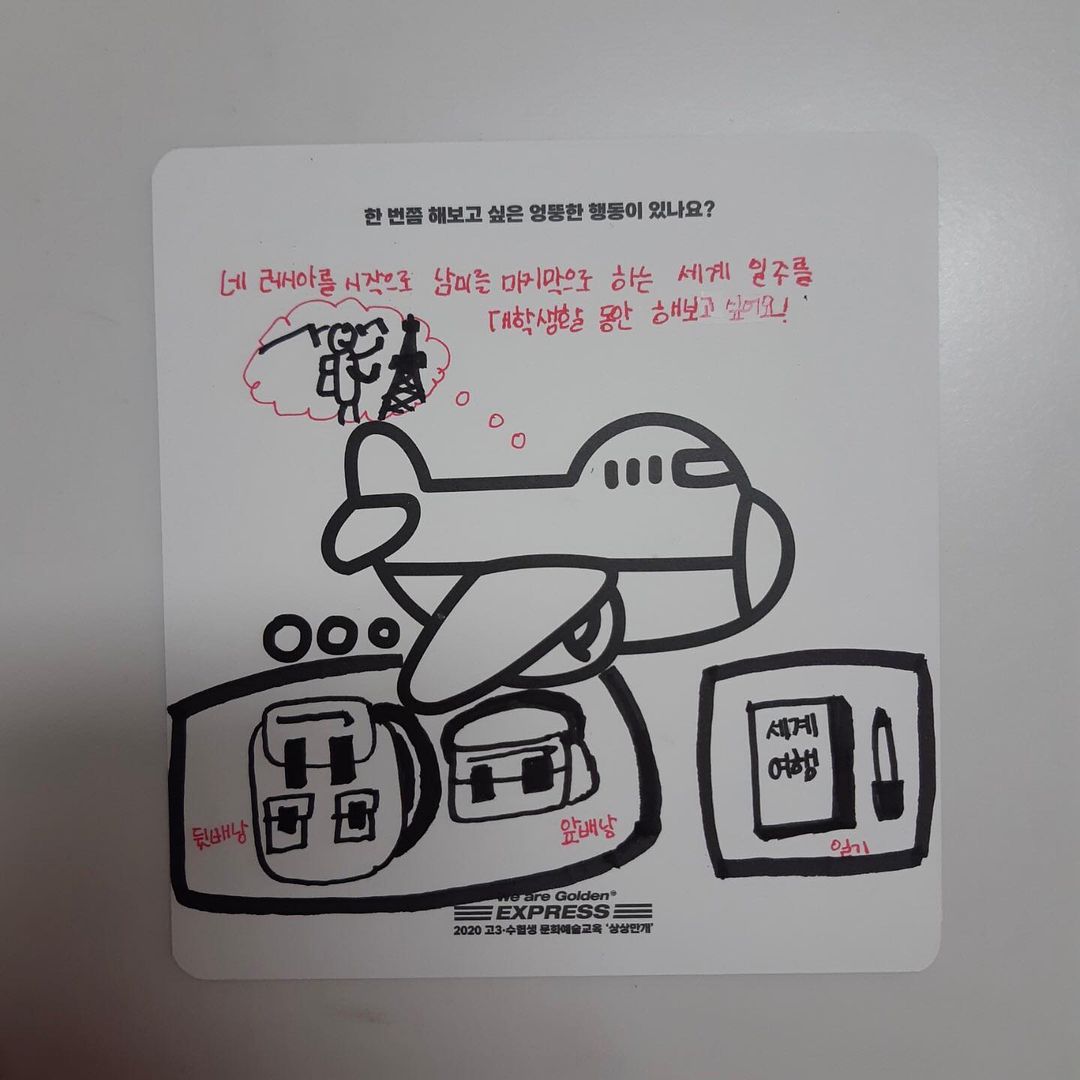 한 번쯤 해보고 싶은 엉뚱한 행동이 있나요?
네 러시아를 시작으로 남미를 마지막으로 하는 세계 일주를
대학생활 동안 해보고 싶어요!
세계
여행
뒷배낭
앞배낭
일기
We are Golden®
EXPRESS
2020 고3·수험생 문화예술교육 '상상만개'